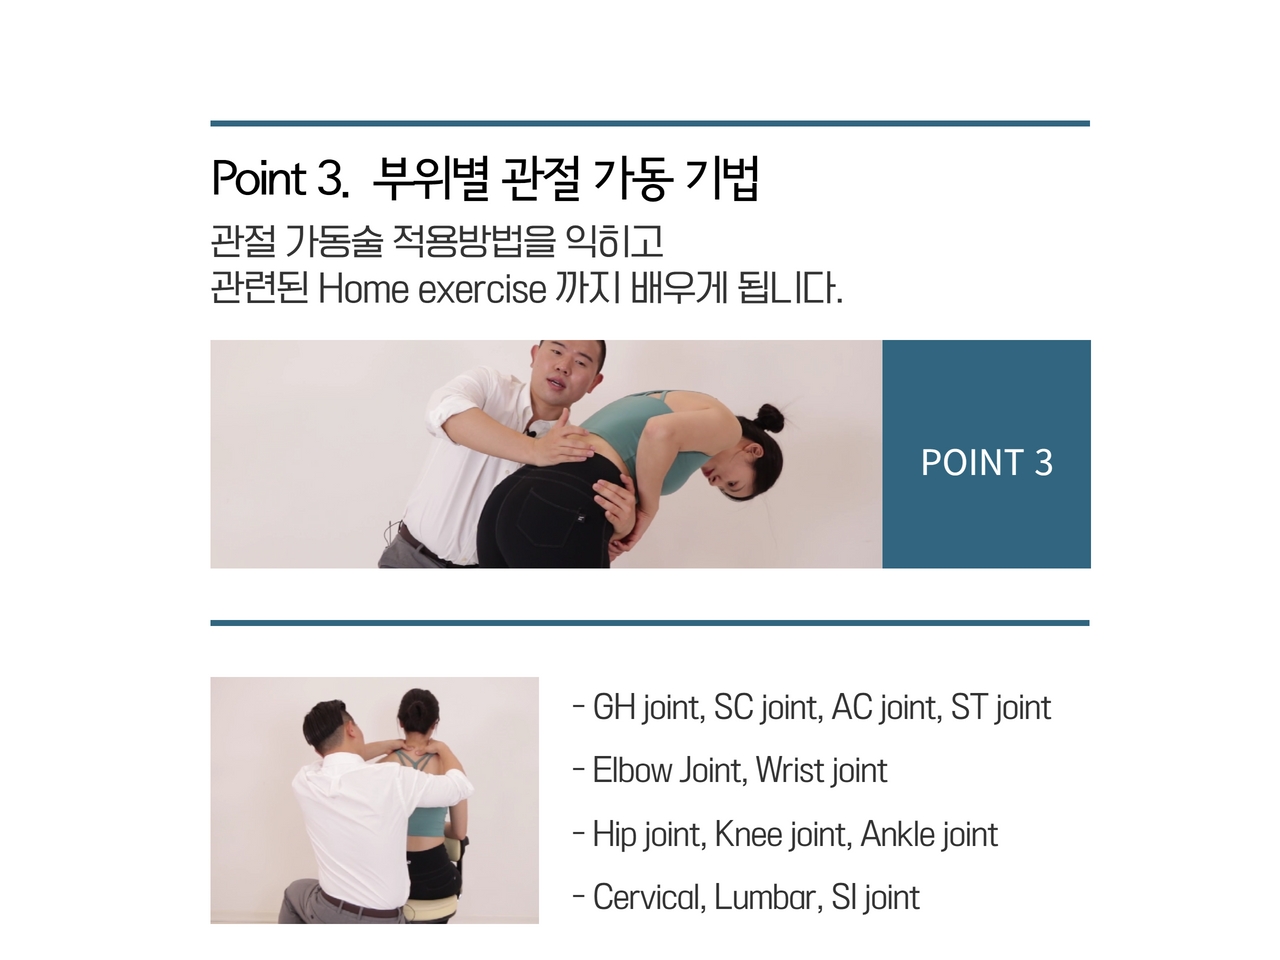 Point 3. 부위별 관절 가동 기법
관절 가동술 적용방법을 익히고
관련된 Home exercise 까지 배우게 됩니다.
POINT 3
- GH joint, SC joint, AC joint, ST joint
- Elbow Joint, Wrist joint
- Hip joint, Knee joint, Ankle joint
- Cervical, Lumbar, SI joint